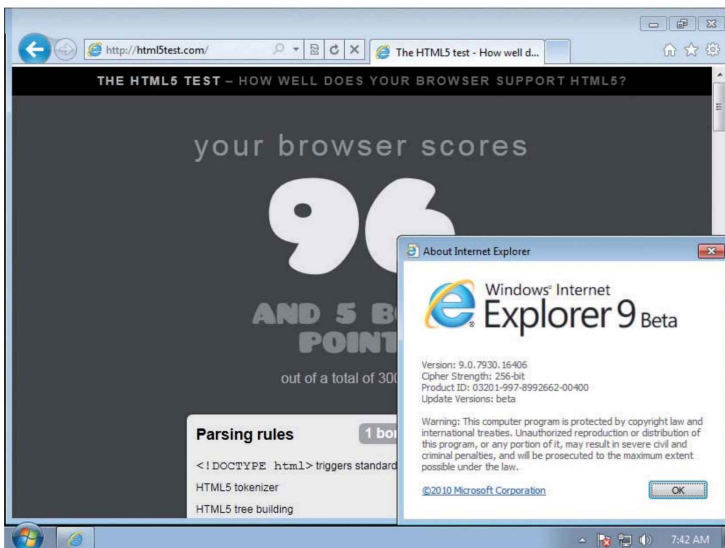 http://html5test.com/
The HTML5 test - How well d...
THE HTML5 TEST – HOW WELL DOES YOUR BROWSER SUPPORT HTML5?
your browser scores
96
AND 5 B
POINT
out of a total of 300
Parsing rules
1 bo
<!DOCTYPE html> triggers standard
HTML5 tokenizer
HTML5 tree building
About Internet Explorer
Windows® Internet
Explorer 9 Beta
Version: 9.0.7930.16406
Cipher Strength: 256-bit
Product ID: 03201-997-8992662-00400
Update Versions: beta
Warning: This computer program is protected by copyright law and
international treaties. Unauthorized reproduction or distribution of
this program, or any portion of it, may result in severe civil and
criminal penalties, and will be prosecuted to the maximum extent
possible under the law.
©2010 Microsoft Corporation
OK
7:42 AM